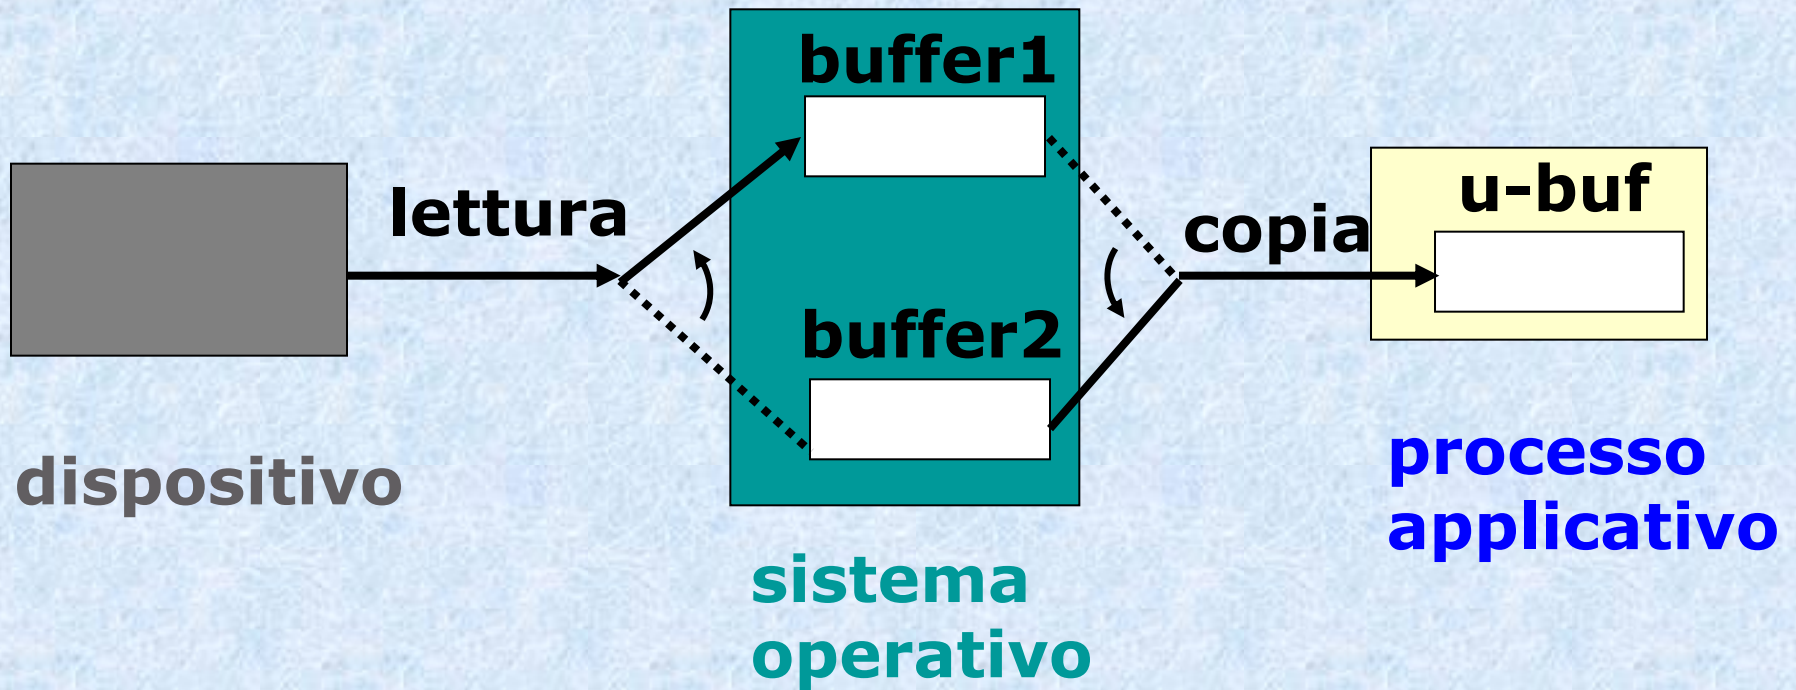 buffer1
lettura
copia
u-buf
buffer2
dispositivo
processo
applicativo
sistema
operativo